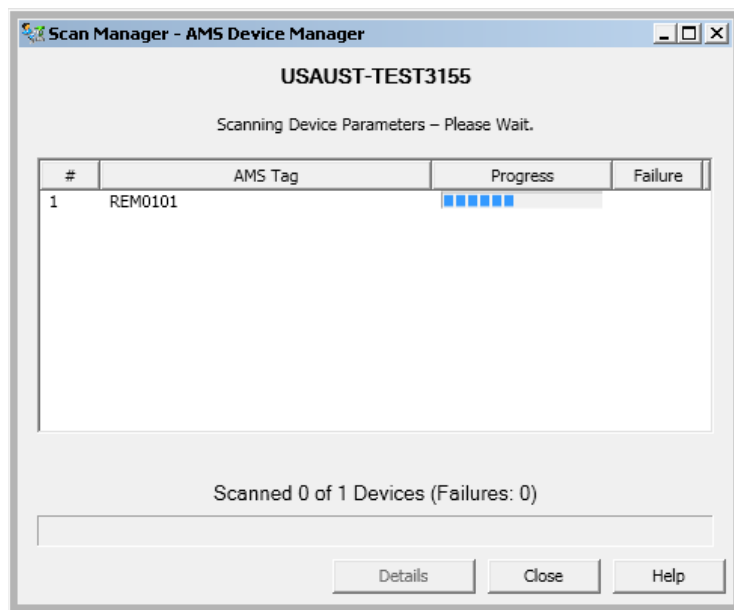 Scan Manager - AMS Device Manager
USAUST-TEST3155
Scanning Device Parameters – Please Wait.
# AMS Tag Progress Failure
1 REM0101
Scanned 0 of 1 Devices (Failures: 0)
Details Close Help